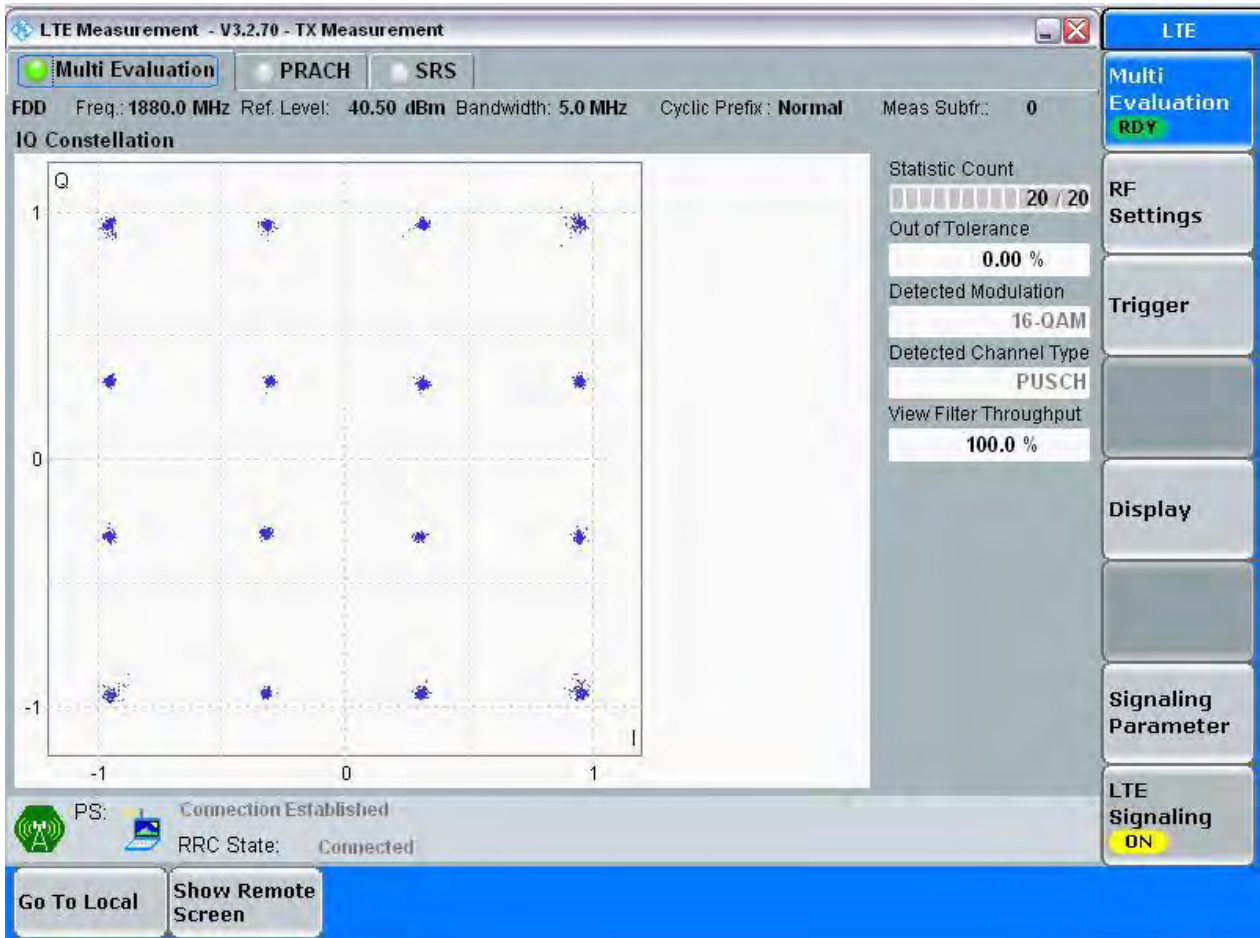 LTE Measurement - V3.2.70 - TX Measurement
LTE
Multi Evaluation PRACH SRS
Multi
Evaluation
RDY
FDD Freq.: 1880.0 MHz Ref. Level: 40.50 dBm Bandwidth: 5.0 MHz Cyclic Prefix : Normal Meas Subfr.: 0
IQ Constellation
Q
1
0
-1
I
-1 0 1
Statistic Count
20 / 20
Out of Tolerance
0.00 %
Detected Modulation
16-QAM
Detected Channel Type
PUSCH
View Filter Throughput
100.0 %
RF
Settings
Trigger
Display
Signaling
Parameter
LTE
Signaling
ON
PS: Connection Established
RRC State: Connected
Go To Local
Show Remote
Screen